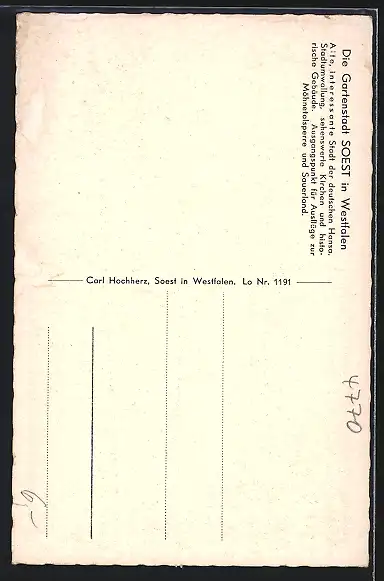 Die Gartenstadt SOEST in Westfalen
Alte, interessante Stadt der deutschen Hansa.
Stadtumwallung, sehenswerte Kirchen und histo-
rische Gebäude. Ausgangspunkt für Ausflüge zur
Möhnetalsperre und Sauerland.
Carl Hochherz, Soest in Westfalen. Lo Nr. 1191
4770
6,-